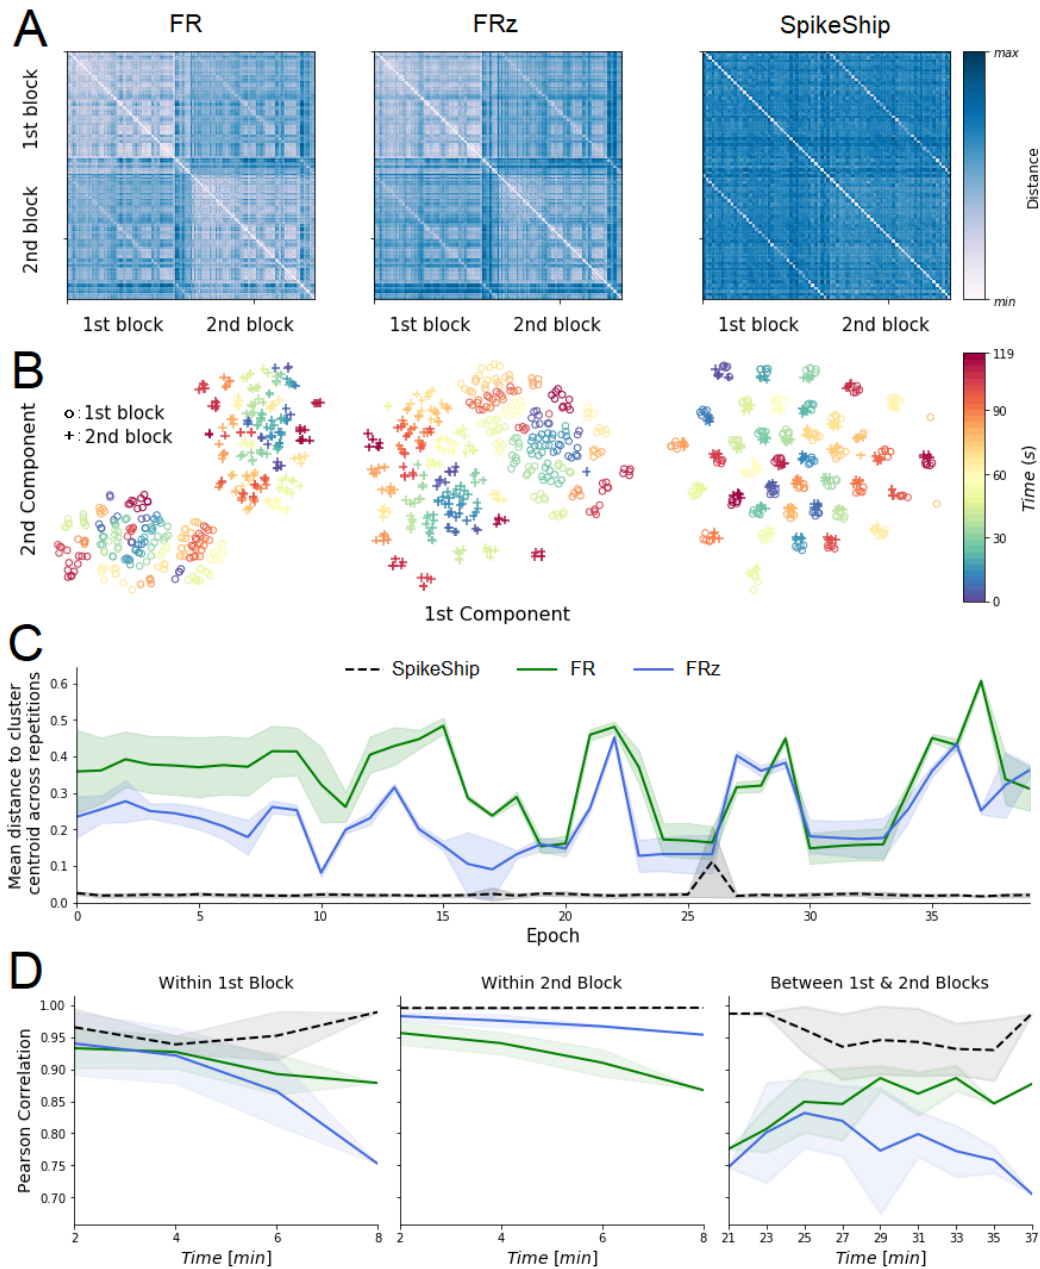 A
FR
FRz
SpikeShip
1st block
2nd block
1st block
2nd block
1st block
2nd block
1st block
2nd block
max
min
Distance
B
2nd Component
o : 1st block
+ : 2nd block
1st Component
119
90
60
30
0
Time (s)
C
SpikeShip
FR
FRz
Mean distance to cluster
centroid across repetitions
0.6
0.5
0.4
0.3
0.2
0.1
0.0
0
5
10
15
20
25
30
35
Epoch
D
Within 1st Block
Within 2nd Block
Between 1st & 2nd Blocks
Pearson Correlation
1.00
0.95
0.90
0.85
0.80
0.75
0.70
2
4
6
8
Time [min]
2
4
6
8
Time [min]
21
23
25
27
29
31
33
35
37
Time [min]